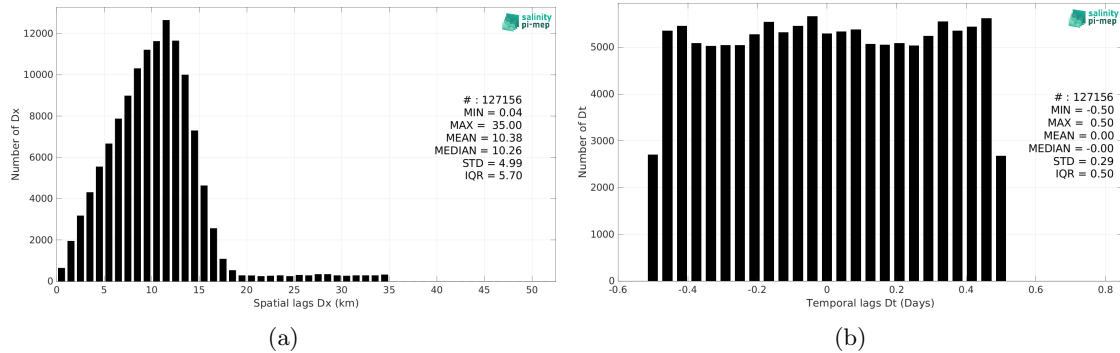 salinity
pi-mep
12000
10000
8000
6000
4000
2000
0
Number of Dx
# : 127156
MIN = 0.04
MAX = 35.00
MEAN = 10.38
MEDIAN = 10.26
STD = 4.99
IQR = 5.70
0 5 10 15 20 25 30 35 40 45 50
Spatial lags Dx (km)
(a)
salinity
pi-mep
6000
5000
4000
3000
2000
1000
0
Number of Dt
# : 127156
MIN = -0.50
MAX = 0.50
MEAN = 0.00
MEDIAN = -0.00
STD = 0.29
IQR = 0.50
-0.6 -0.4 -0.2 0 0.2 0.4 0.6 0.8
Temporal lags Dt (Days)
(b)